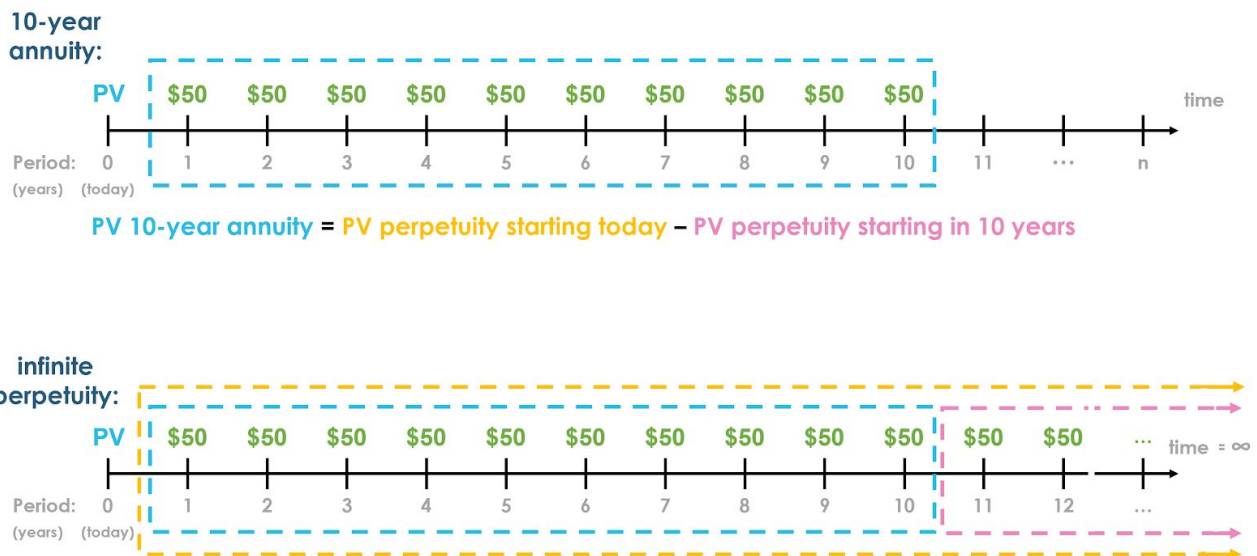 10-year
annuity:
PV $50 $50 $50 $50 $50 $50 $50 $50 $50 $50
time
Period: 0 1 2 3 4 5 6 7 8 9 10 11 ... n
(years) (today)
PV 10-year annuity = PV perpetuity starting today – PV perpetuity starting in 10 years
infinite
perpetuity:
PV $50 $50 $50 $50 $50 $50 $50 $50 $50 $50 $50 $50 ...
time = ∞
Period: 0 1 2 3 4 5 6 7 8 9 10 11 12 ...
(years) (today)